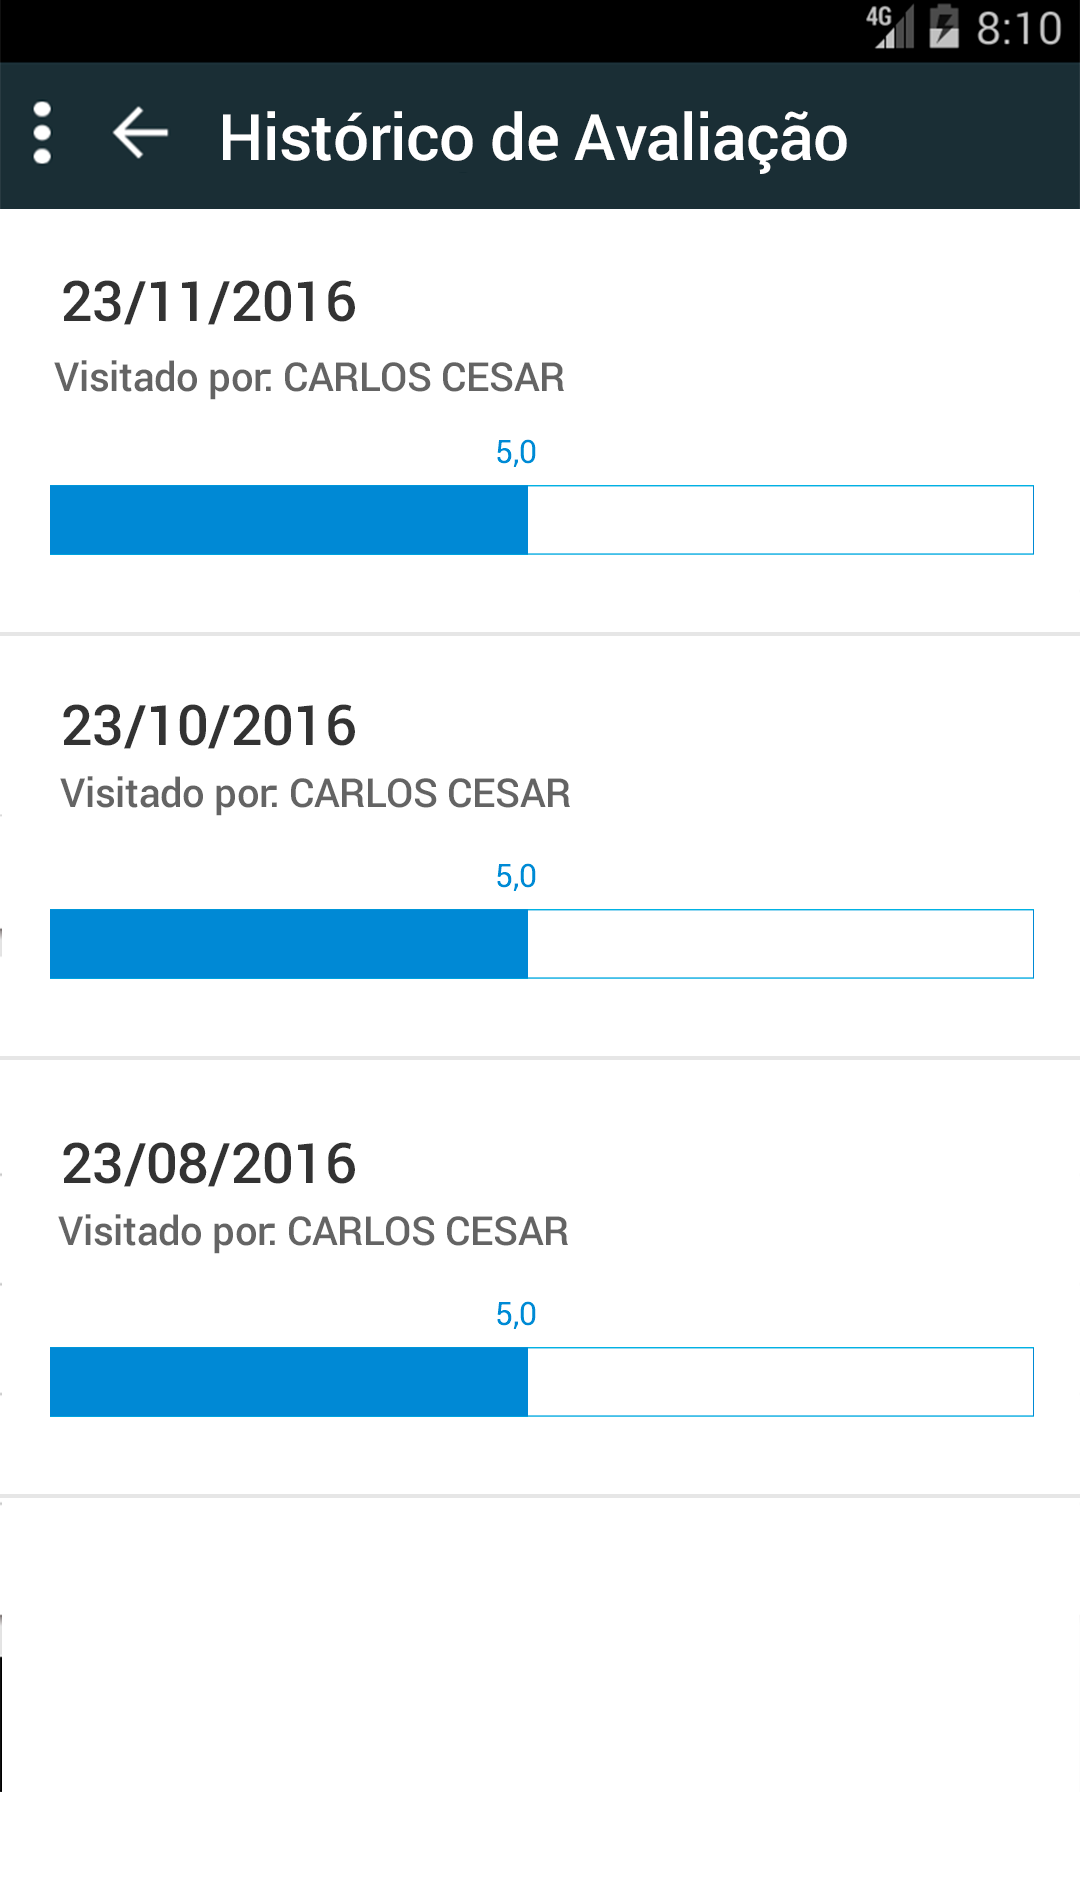 4G 8:10
Histórico de Avaliação
23/11/2016
Visitado por: CARLOS CESAR
5,0
23/10/2016
Visitado por: CARLOS CESAR
5,0
23/08/2016
Visitado por: CARLOS CESAR
5,0